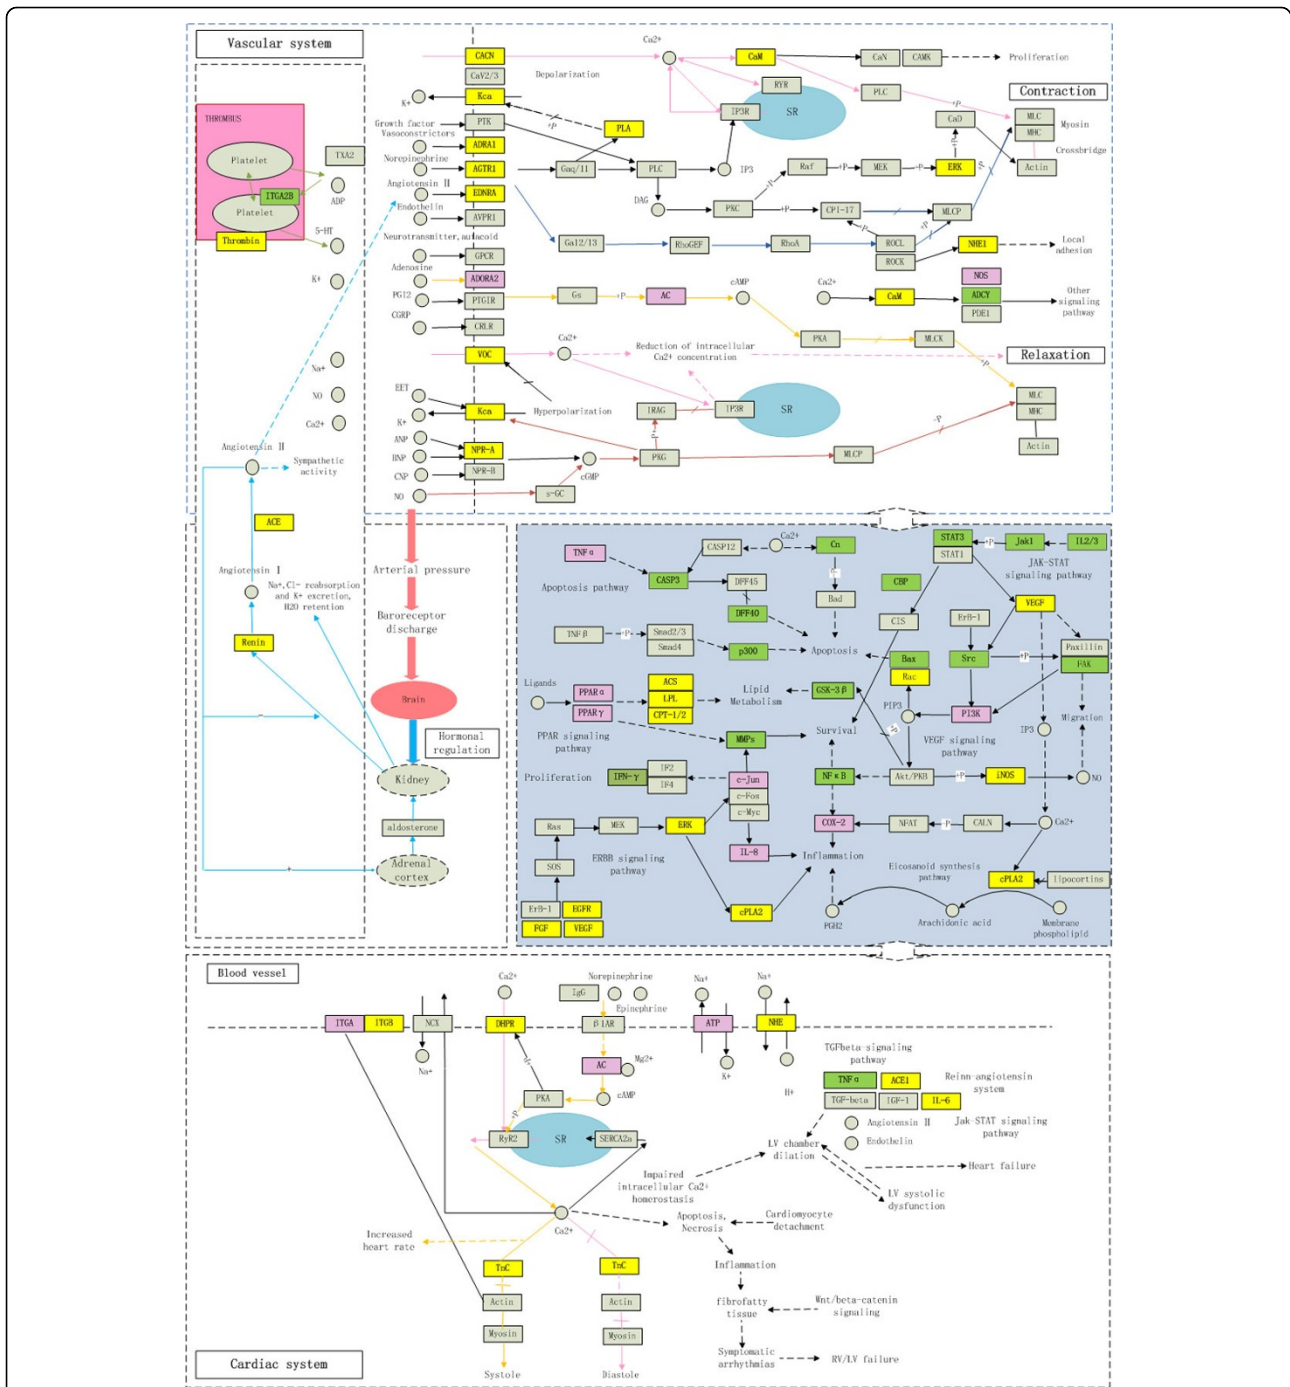 Vascular system
THROMBUS
Platelet
TXA2
ITGA2B
ADP
Platelet
Thrombin
5-HT
K+
Na+
NO
Ca2+
Angiotensin Ⅱ
Sympathetic
activity
ACE
Angiotensin Ⅰ
Na+,Cl- reabsorption
and K+ excretion,
H2O retention
Renin
CACN
CaV2/3
Depolarization
Kca
K+
Growth factor
Vasoconstrictors
PTK
+P
PLA
ADRA1
Norepinephrine
AGTR1
Angiotensin Ⅱ
EDNRA
Endothelin
AVPR1
Neurotransmitter,autacoid
GPCR
Adenosine
ADORA2
PGI2
PTGIR
CGRP
CRLR
VOC
EET
Kca
K+
Hyperpolarization
ANP
NPR-A
BNP
CNP
NPR-B
NO
s-GC
cGMP
Ca2+
CaM
CaN
CAMK
Proliferation
RYR
IP3R
SR
PLC
+P
Contraction
CaD
MLC
MHC
Myosin
Crossbridge
Actin
Gaq/11
PLC
IP3
Raf
+P
MEK
+P
ERK
+P
DAG
PKC
+P
CPI-17
MLCP
Ga12/13
RhoGEF
RhoA
ROCL
ROCK
NHE1
Local
adhesion
Gs
+P
AC
cAMP
Ca2+
CaM
NOS
ADCY
PDE1
Other
signaling
pathway
PKA
MLCK
+P
Ca2+
Reduction of intracellular
Ca2+ concentration
Relaxation
IRAG
IP3R
SR
PKG
MLCP
-P
MLC
MHC
Actin
Arterial pressure
Baroreceptor
discharge
Brain
Hormonal
regulation
Kidney
aldosterone
Adrenal
cortex
-
+
TNFα
CASP12
Ca2+
Cn
Apoptosis pathway
CASP3
DFF45
DFF40
Bad
TNFβ
+P
Smad2/3
Smad4
p300
Apoptosis
STAT3
STAT1
+P
Jak1
IL2/3
JAK-STAT
signaling pathway
CBP
CIS
VEGF
ErB-1
Src
+P
Paxillin
FAK
Bax
Rac
PIP3
PI3K
Migration
VEGF signaling
pathway
IP3
Ligands
PPARα
PPARγ
ACS
LPL
CPT-1/2
Lipid
Metabolism
GSK-3β
PPAR signaling
pathway
MMPs
Survival
Proliferation
IFN-γ
IF2
IF4
c-Jun
c-Fos
c-Myc
NFκB
Akt/PKB
+P
iNOS
NO
Ras
MEK
ERK
COX-2
NFAT
-P
CALN
Ca2+
SOS
ERBB signaling
pathway
IL-8
Inflammation
Eicosanoid synthesis
pathway
cPLA2
lipocortins
ErB-1
EGFR
FGF
VEGF
cPLA2
PGH2
Arachidonic acid
Membrane
phospholipid
Blood vessel
Ca2+
Norepinephrine
IgG
Epinephrine
Na+
Na+
ITGA
ITGB
NCX
DHPR
β1AR
ATP
NHE
Na+
AC
Mg2+
K+
H+
TGFbeta-signaling
pathway
TNFα
ACE1
Reinn-angiotensin
system
TGF-beta
IGF-1
IL-6
Angiotensin Ⅱ
Jak-STAT signaling
pathway
Endothelin
+P
PKA
cAMP
+P
RyR2
SR
SERCA2a
LV chamber
dilation
Heart failure
Impaired
intracellular Ca2+
homerostasis
LV systolic
dysfunction
Ca2+
Apoptosis,
Necrosis
Cardiomyocyte
detachment
Increased
heart rate
TnC
TnC
Inflammation
Actin
Actin
fibrofatty
tissue
Wnt/beta-catenin
signaling
Myosin
Myosin
Symptomatic
arrhythmias
RV/LV failure
Cardiac system
Systole
Diastole